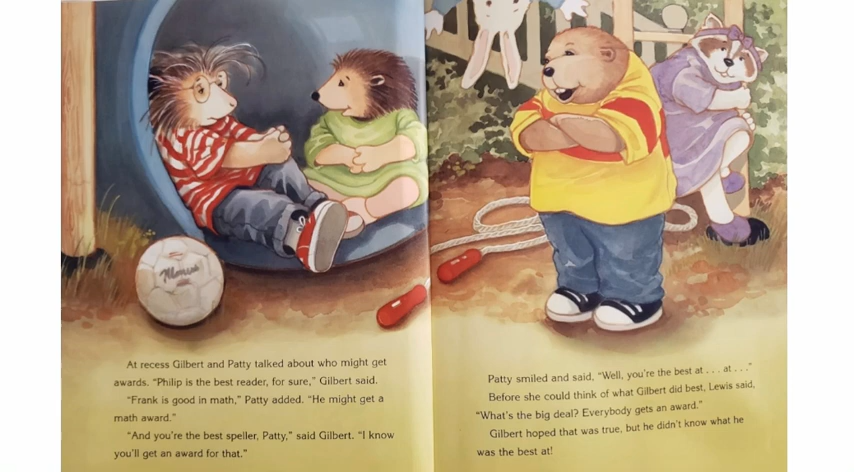 At recess Gilbert and Patty talked about who might get
awards. “Philip is the best reader, for sure,” Gilbert said.
“Frank is good in math,” Patty added. “He might get a
math award.”
“And you're the best speller, Patty,” said Gilbert. “I know
you'll get an award for that.”
Patty smiled and said, “Well, you're the best at . . . at . . .”
Before she could think of what Gilbert did best, Lewis said,
“What's the big deal? Everybody gets an award.”
Gilbert hoped that was true, but he didn't know what he
was the best at!